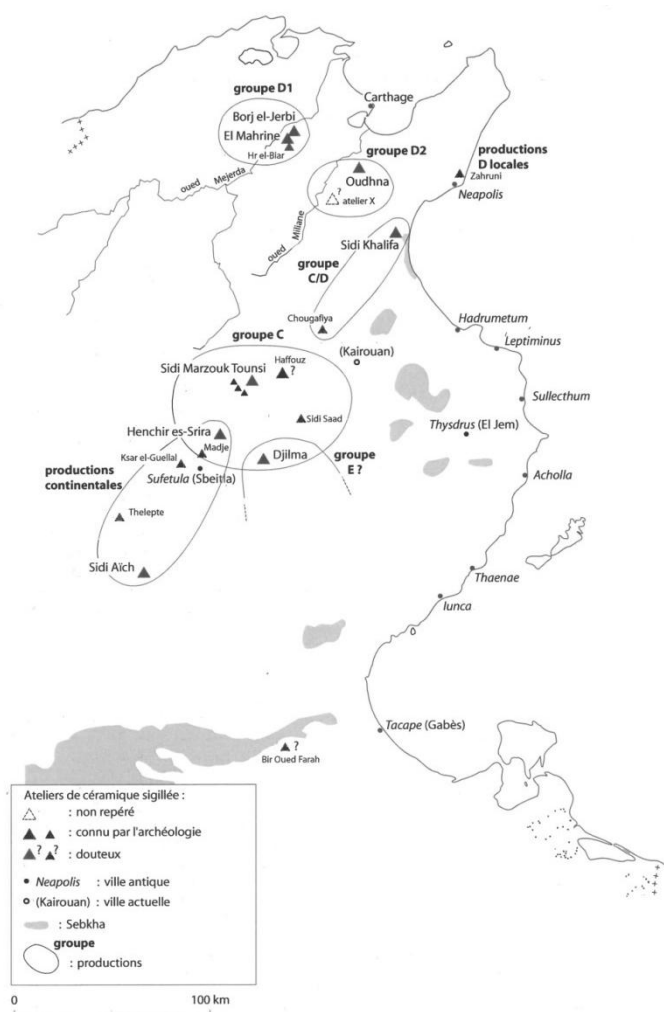 groupe D1
Borj el-Jerbi
El Mahrine
Hr el-Biar
oued Mejerda
Carthage
groupe D2
Oudhna
?
atelier X
oued Miliane
productions
D locales
Zahruni
Neapolis
Sidi Khalifa
groupe
C/D
Chougafiya
Hadrumetum
Leptiminus
groupe C
(Kairouan)
Sidi Marzouk Tounsi
Haffouz
?
Sullecthum
Sidi Saad
Thysdrus (El Jem)
Henchir es-Srira
Madje
Ksar el-Guellal
Djilma
groupe
E ?
productions
continentales
Sufetula (Sbeitla)
Acholla
Thelepte
Sidi Aïch
Thaenae
Iunca
Tacape (Gabès)
?
Bir Oued Farah
Ateliers de céramique sigillée :
: non repéré
: connu par l'archéologie
? ? : douteux
Neapolis : ville antique
(Kairouan) : ville actuelle
: Sebkha
groupe
: productions
0 100 km